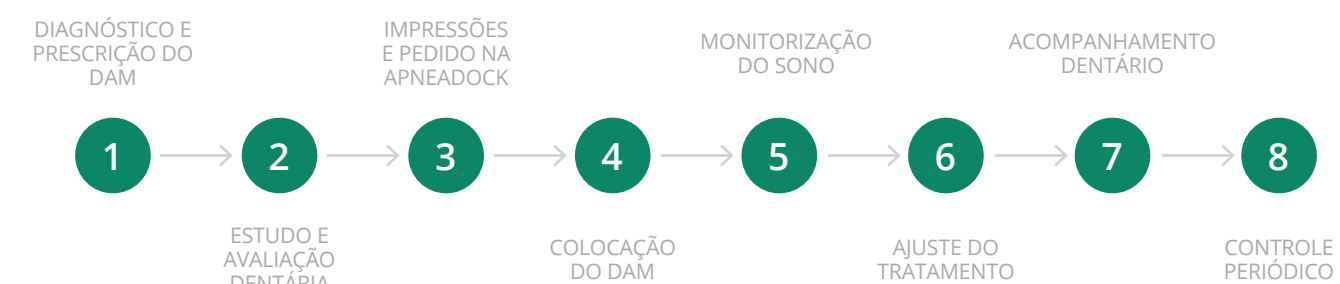 DIAGNÓSTICO E
PRESCRIÇÃO DO
DAM
IMPRESSÕES
E PEDIDO NA
APNEADOCK
MONITORIZAÇÃO
DO SONO
ACOMPANHAMENTO
DENTÁRIO
1
2
3
4
5
6
7
8
ESTUDO E
AVALIAÇÃO
DENTÁRIA
COLOCAÇÃO
DO DAM
AJUSTE DO
TRATAMENTO
CONTROLE
PERIÓDICO